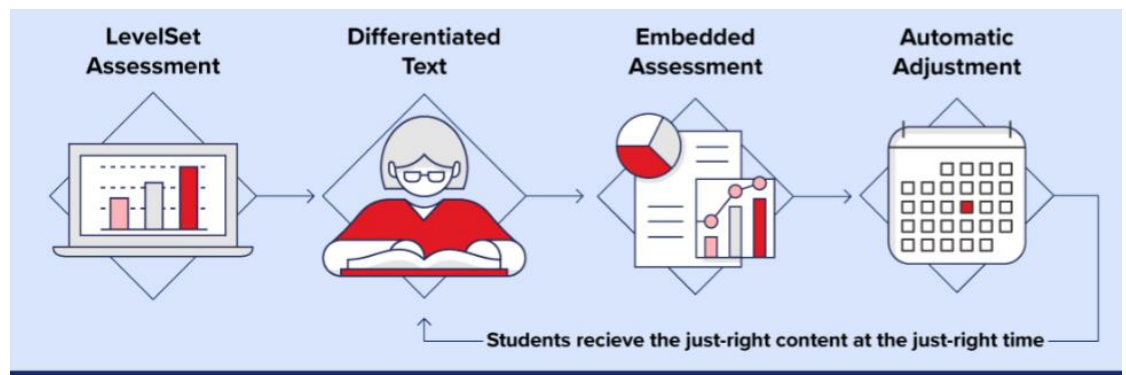 LevelSet
Assessment
Differentiated
Text
Embedded
Assessment
Automatic
Adjustment
Students recieve the just-right content at the just-right time